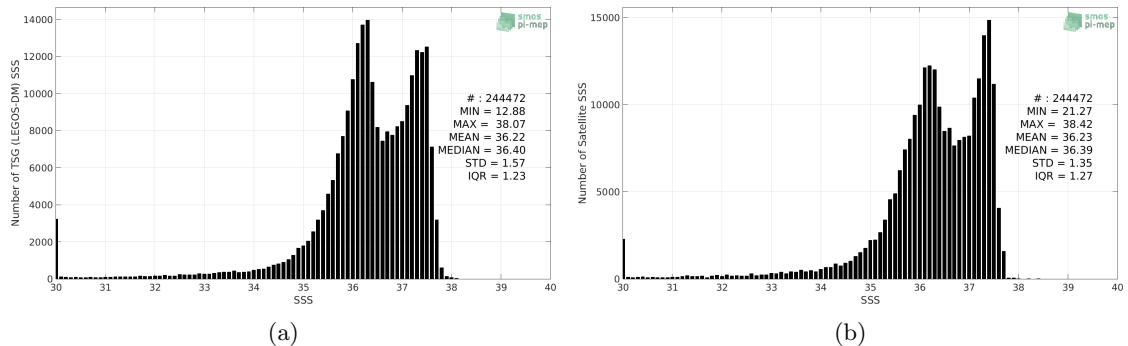 14000
12000
10000
8000
6000
4000
2000
0
30 31 32 33 34 35 36 37 38 39 40
SSS
Number of TSG (LEGOS-DM) SSS
smos
pi-mep
# : 244472
MIN = 12.88
MAX = 38.07
MEAN = 36.22
MEDIAN = 36.40
STD = 1.57
IQR = 1.23
(a)
15000
10000
5000
0
30 31 32 33 34 35 36 37 38 39 40
SSS
Number of Satellite SSS
smos
pi-mep
# : 244472
MIN = 21.27
MAX = 38.42
MEAN = 36.23
MEDIAN = 36.39
STD = 1.35
IQR = 1.27
(b)